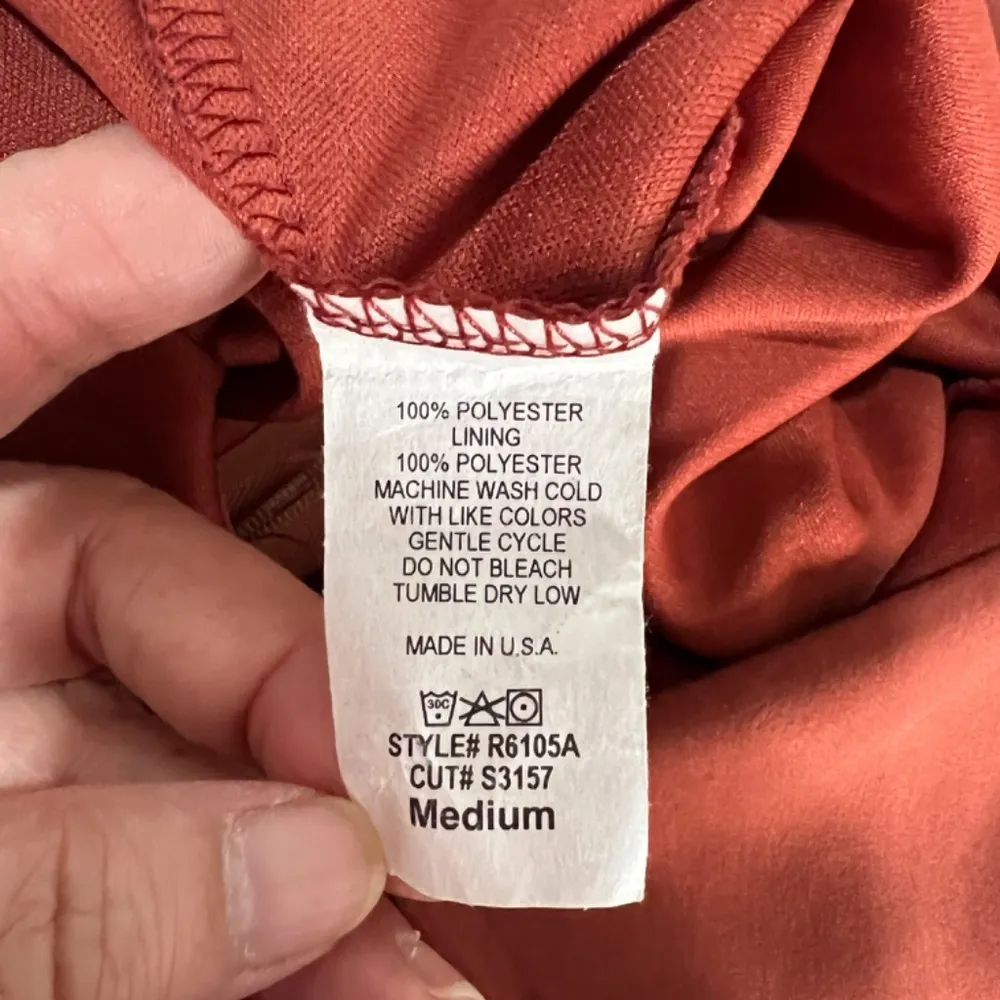 100% POLYESTER
LINING
100% POLYESTER
MACHINE WASH COLD
WITH LIKE COLORS
GENTLE CYCLE
DO NOT BLEACH
TUMBLE DRY LOW
MADE IN U.S.A.
30C
STYLE# R6105A
CUT# S3157
Medium